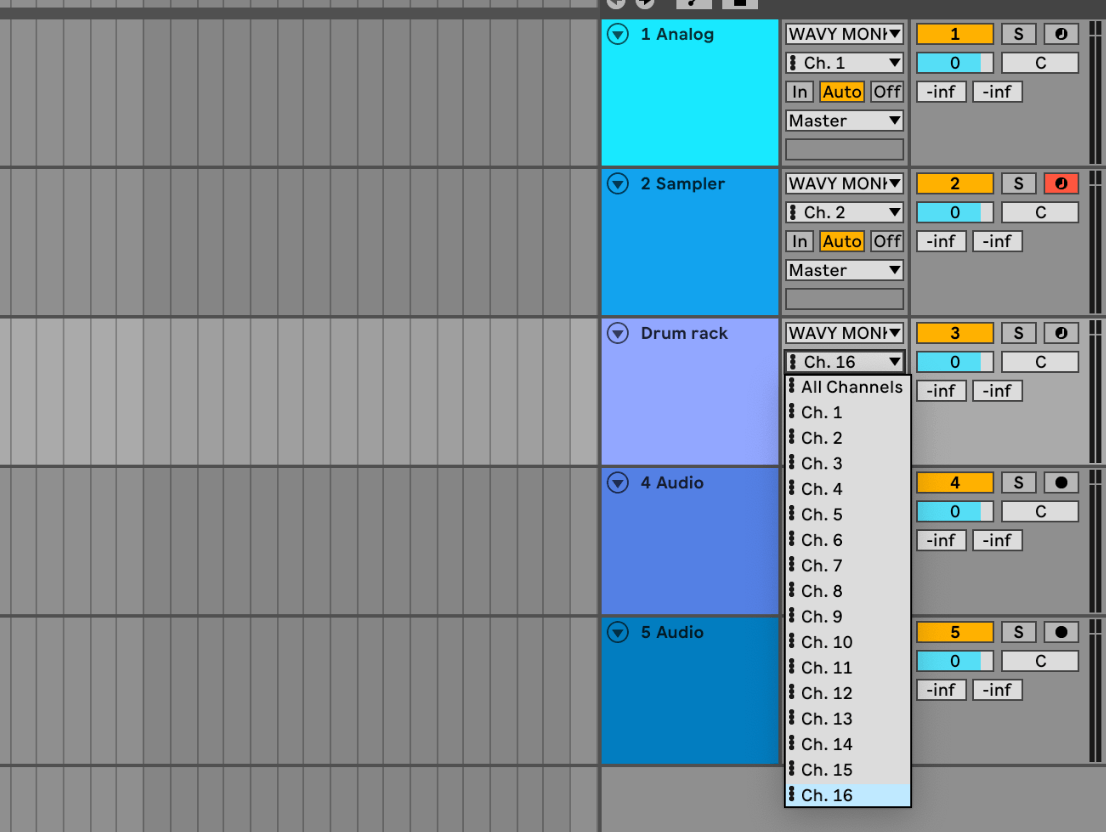 1 Analog WAVY MONH 1 S
Ch. 1 0 C
In Auto Off -inf -inf
Master
2 Sampler WAVY MONH 2 S
Ch. 2 0 C
In Auto Off -inf -inf
Master
Drum rack WAVY MONH 3 S
Ch. 16 0 C
All Channels -inf -inf
Ch. 1
Ch. 2
Ch. 3
4 Audio Ch. 4 4 S
Ch. 5 0 C
Ch. 6 -inf -inf
Ch. 7
Ch. 8
Ch. 9
5 Audio Ch. 10 5 S
Ch. 11 0 C
Ch. 12 -inf -inf
Ch. 13
Ch. 14
Ch. 15
Ch. 16